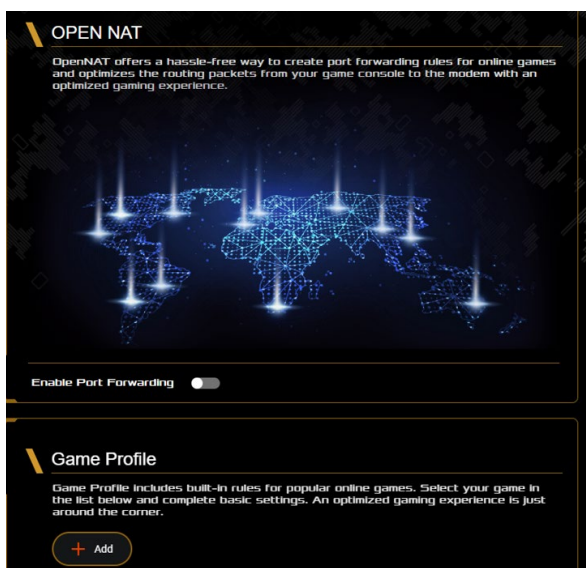 OPEN NAT
OpenNAT offers a hassle-free way to create port forwarding rules for online games
and optimizes the routing packets from your game console to the modem with an
optimized gaming experience.
Enable Port Forwarding
Game Profile
Game Profile includes built-in rules for popular online games. Select your game in
the list below and complete basic settings. An optimized gaming experience is just
around the corner.
Add